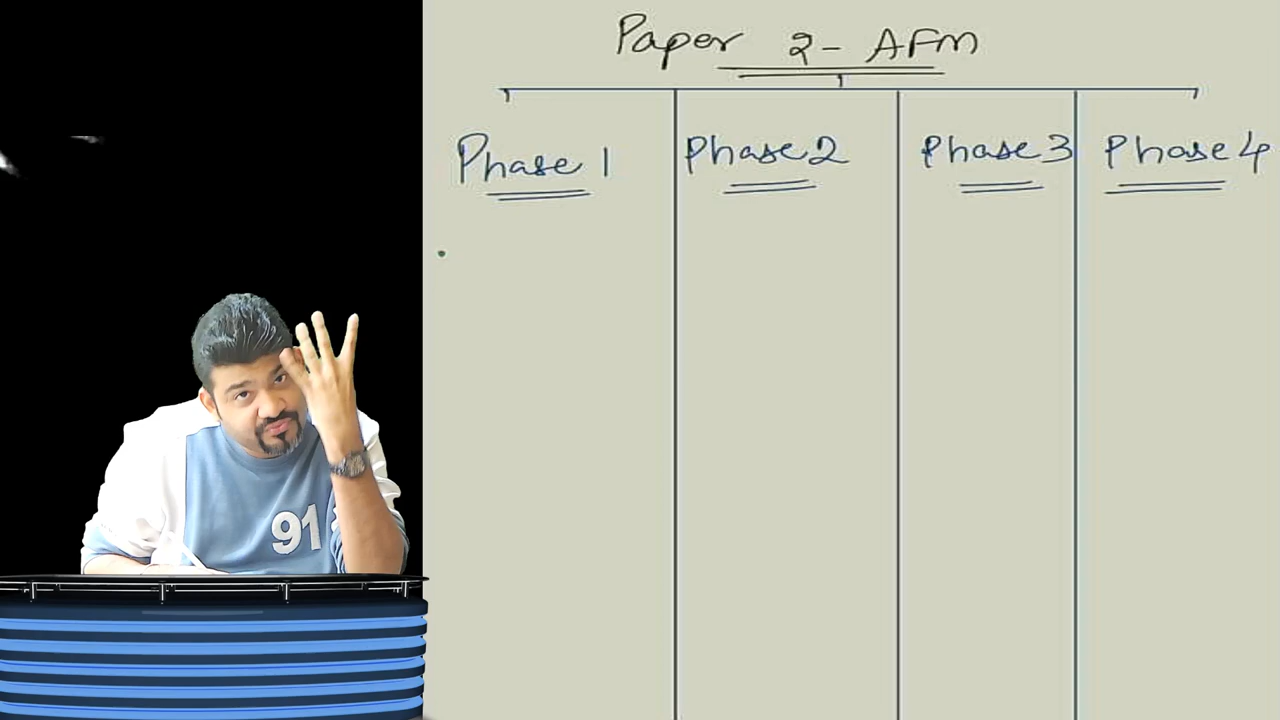 Paper 2 - AFM
Phase 1
Phase 2
Phase 3
Phase 4
91